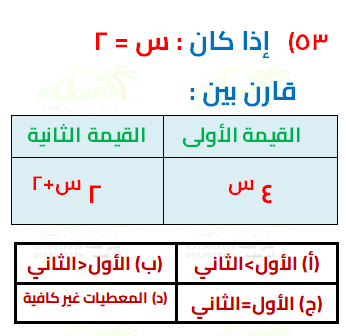 ٥٣) إذا كان : س = ٢
قارن بين :
القيمة الأولى القيمة الثانية
٤ س ٢ س+٢
(أ) الأول>الثاني (ب) الأول<الثاني
(ج) الأول=الثاني (د) المعطيات غير كافية